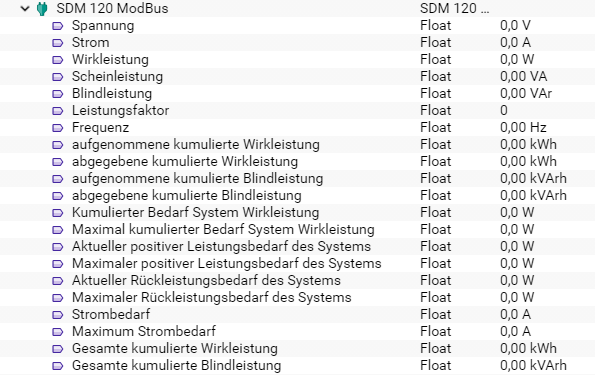 SDM 120 ModBus SDM 120 ...
Spannung Float 0,0 V
Strom Float 0,0 A
Wirkleistung Float 0,0 W
Scheinleistung Float 0,00 VA
Blindleistung Float 0,00 VAr
Leistungsfaktor Float 0
Frequenz Float 0,00 Hz
aufgenommene kumulierte Wirkleistung Float 0,00 kWh
abgegebene kumulierte Wirkleistung Float 0,00 kWh
aufgenommene kumulierte Blindleistung Float 0,00 kVArh
abgegebene kumulierte Blindleistung Float 0,00 kVArh
Kumulierter Bedarf System Wirkleistung Float 0,0 W
Maximal kumulierter Bedarf System Wirkleistung Float 0,0 W
Aktueller positiver Leistungsbedarf des Systems Float 0,0 W
Maximaler positiver Leistungsbedarf des Systems Float 0,0 W
Aktueller Rückleistungsbedarf des Systems Float 0,0 W
Maximaler Rückleistungsbedarf des Systems Float 0,0 W
Strombedarf Float 0,0 A
Maximum Strombedarf Float 0,0 A
Gesamte kumulierte Wirkleistung Float 0,00 kWh
Gesamte kumulierte Blindleistung Float 0,00 kVArh